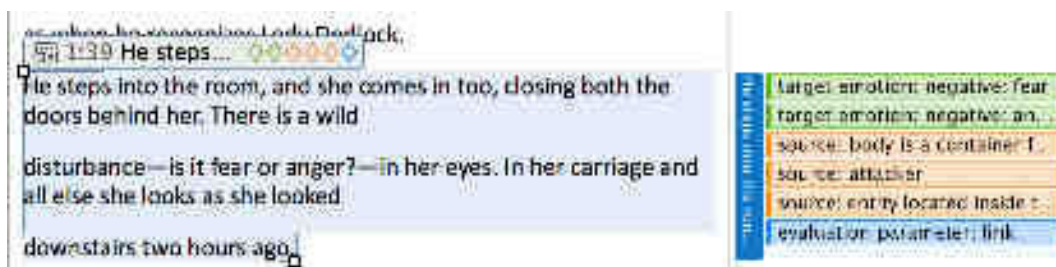 as when he recognises Lady Dedlock.
1:39 He steps...
He steps into the room, and she comes in too, closing both the
doors behind her. There is a wild
disturbance—is it fear or anger?—in her eyes. In her carriage and
all else she looks as she looked
downstairs two hours ago.
target emotion: negative: fear
target emotion: negative: an...
source: body is a container f...
source: attacker
source: entity located inside t...
evaluation parameter: link